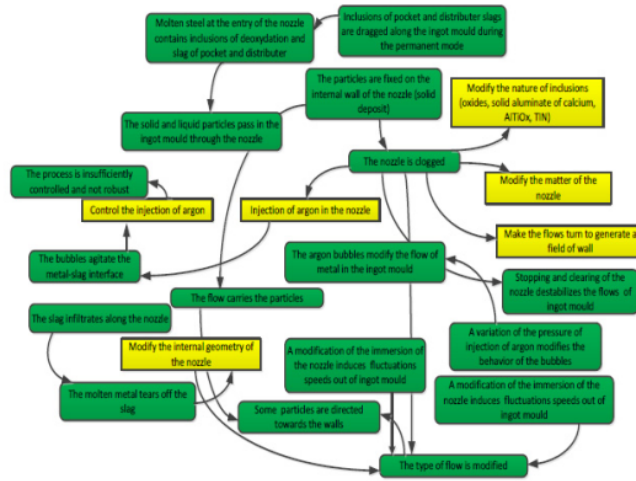 Molten steel at the entry of the nozzle
contains inclusions of deoxydation and
slag of pocket and distributer
Inclusions of pocket and distributer slags
are dragged along the ingot mould during
the permanent mode
The particles are fixed on the
internal wall of the nozzle (solid
deposit)
Modify the nature of inclusions
(oxides, solid aluminate of calcium,
AlTiOx, TIN)
The solid and liquid particles pass in the
ingot mould through the nozzle
The nozzle is clogged
The process is insufficiently
controlled and not robust
Modify the matter of the
nozzle
Control the injection of argon
Injection of argon in the nozzle
Make the flows turn to generate a
field of wall
The bubbles agitate the
metal-slag interface
The argon bubbles modify the flow of
metal in the ingot mould
Stopping and clearing of the
nozzle destabilizes the flows of
ingot mould
The flow carries the particles
The slag infiltrates along the nozzle
A variation of the pressure of
injection of argon modifies the
behavior of the bubbles
Modify the internal geometry of
the nozzle
A modification of the immersion of
the nozzle induces fluctuations
speeds out of ingot mould
A modification of the immersion of the
nozzle induces fluctuations speeds out of
ingot mould
The molten metal tears off the
slag
Some particles are directed
towards the walls
The type of flow is modified